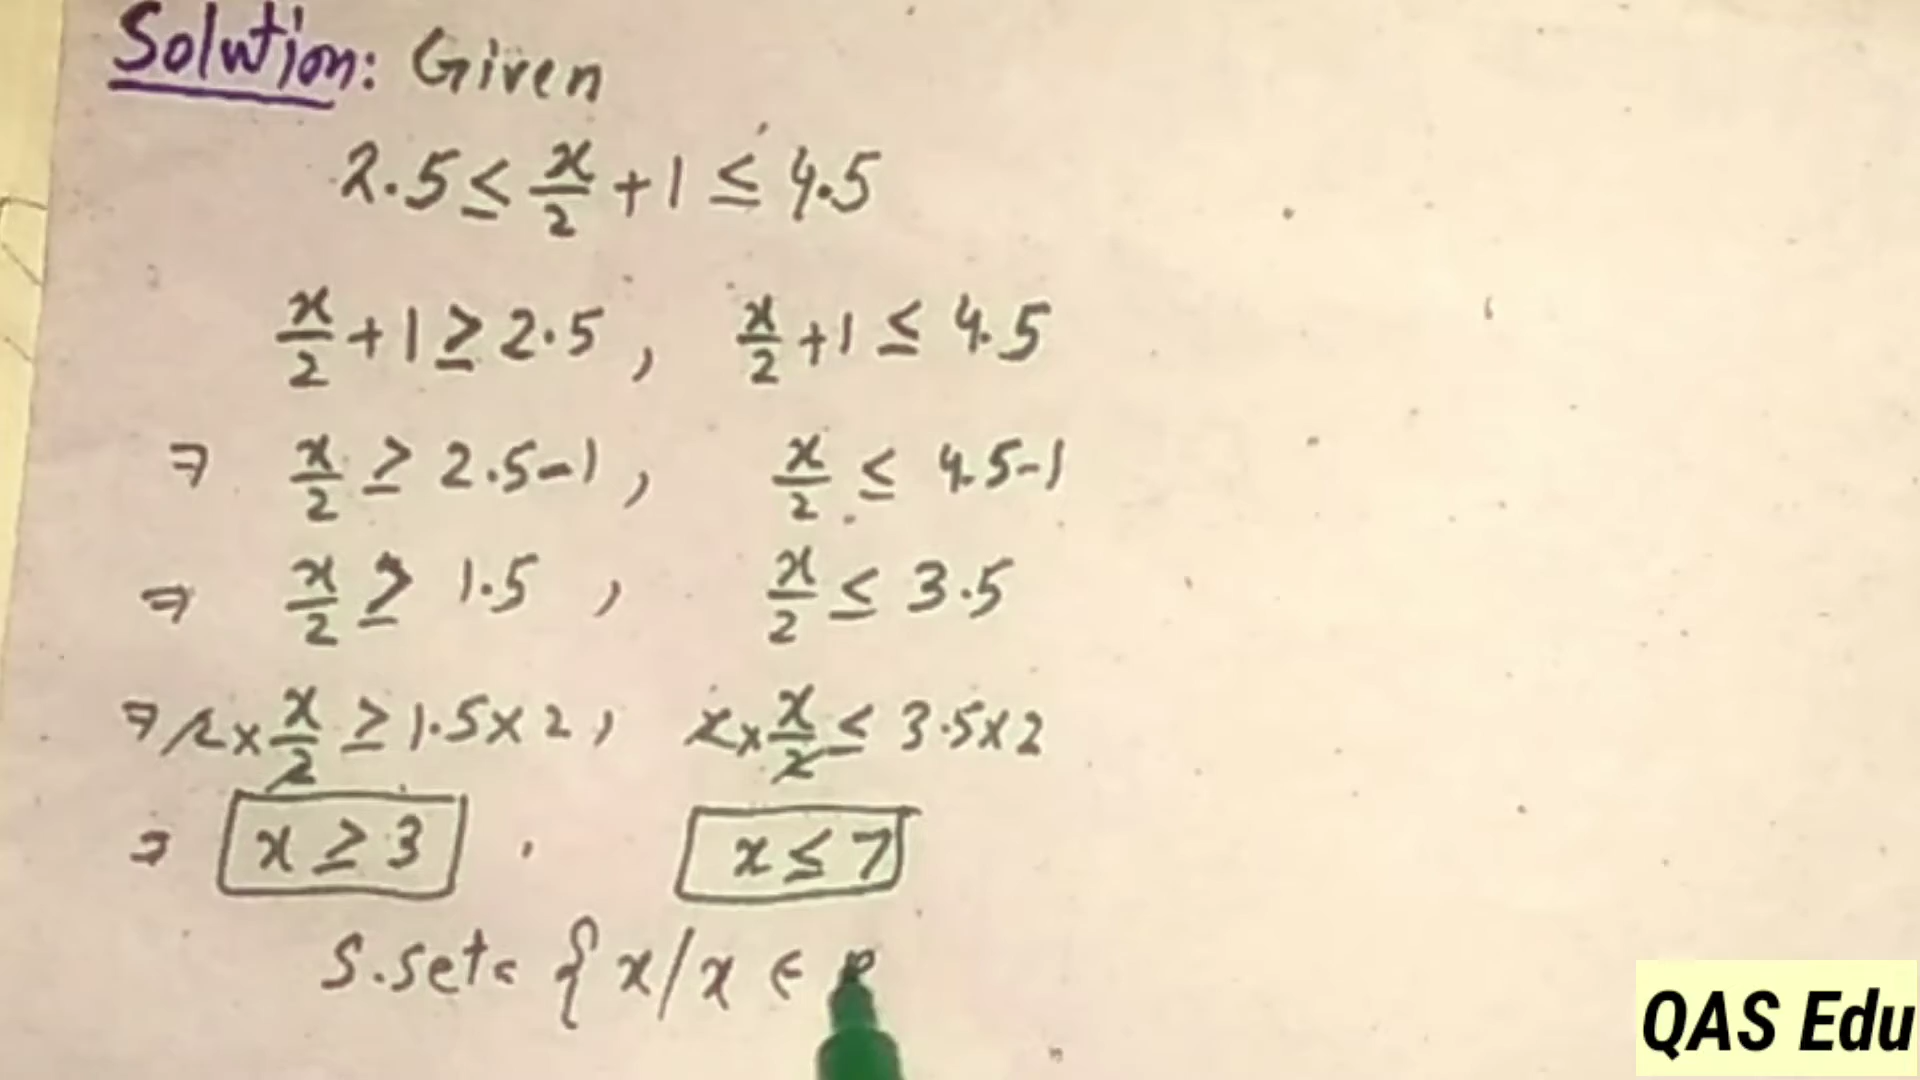 Solution: Given
2.5 ≤ x/2 + 1 ≤ 4.5
x/2 + 1 ≥ 2.5 , x/2 + 1 ≤ 4.5
⇒ x/2 ≥ 2.5-1 , x/2 ≤ 4.5-1
⇒ x/2 ≥ 1.5 , x/2 ≤ 3.5
⇒ 2 × x/2 ≥ 1.5 × 2 , 2 × x/2 ≤ 3.5 × 2
⇒ x ≥ 3 , x ≤ 7
S.set = { x / x ∈
QAS Edu